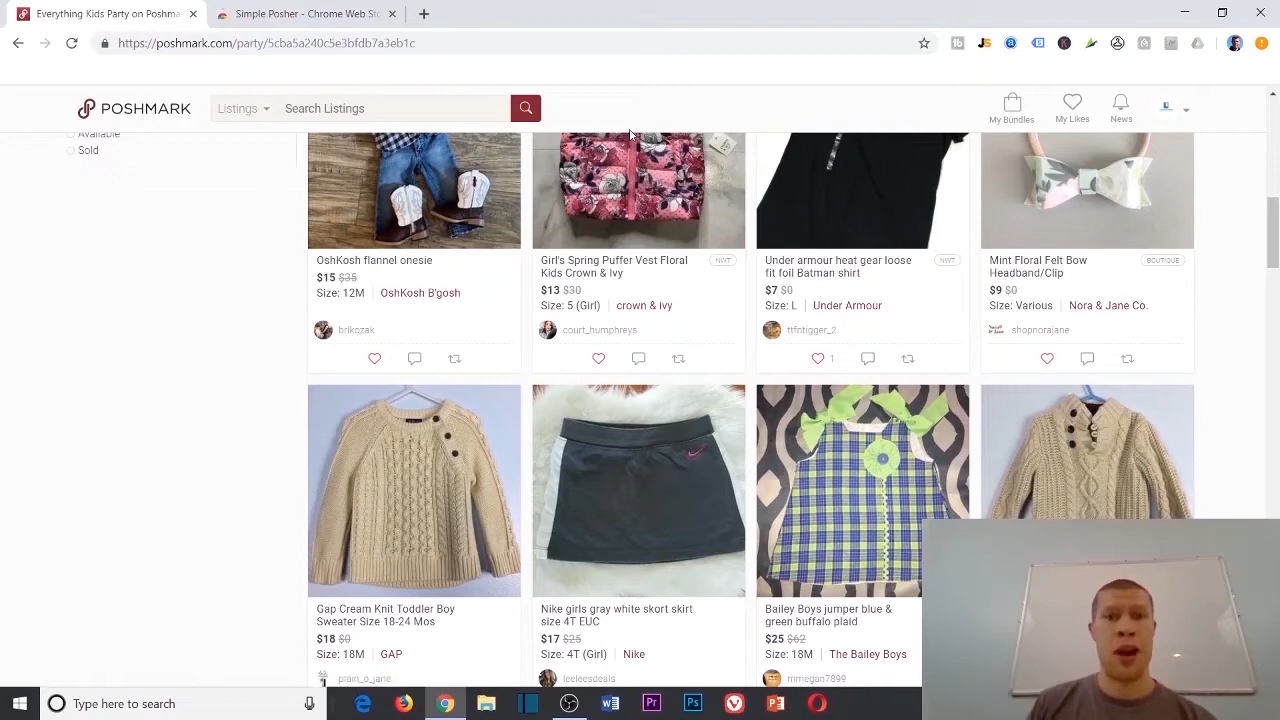 Everything Kids Party on Poshma
Simple Posher - Chrome Web Sto
https://poshmark.com/party/5cba5a240c5e3bfdb7a3eb1c
POSHMARK
Listings
Search Listings
My Bundles
My Likes
News
Available
Sold
OshKosh flannel onesie
$15 $35
Size: 12M | OshKosh B'gosh
brikozak
Girl's Spring Puffer Vest Floral
Kids Crown & Ivy
NWT
$13 $30
Size: 5 (Girl) | crown & ivy
court_humphreys
Under armour heat gear loose
fit foil Batman shirt
NWT
$7 $0
Size: L | Under Armour
ttfntigger_2
1
Mint Floral Felt Bow
Headband/Clip
BOUTIQUE
$9 $0
Size: Various | Nora & Jane Co.
shopnorajane
Gap Cream Knit Toddler Boy
Sweater Size 18-24 Mos
$18 $0
Size: 18M | GAP
plain_o_jane
Nike girls gray white skort skirt
size 4T EUC
$17 $25
Size: 4T (Girl) | Nike
leeleesdeals
Bailey Boys jumper blue &
green buffalo plaid
$25 $62
Size: 18M | The Bailey Boys
mmegan7899
Type here to search